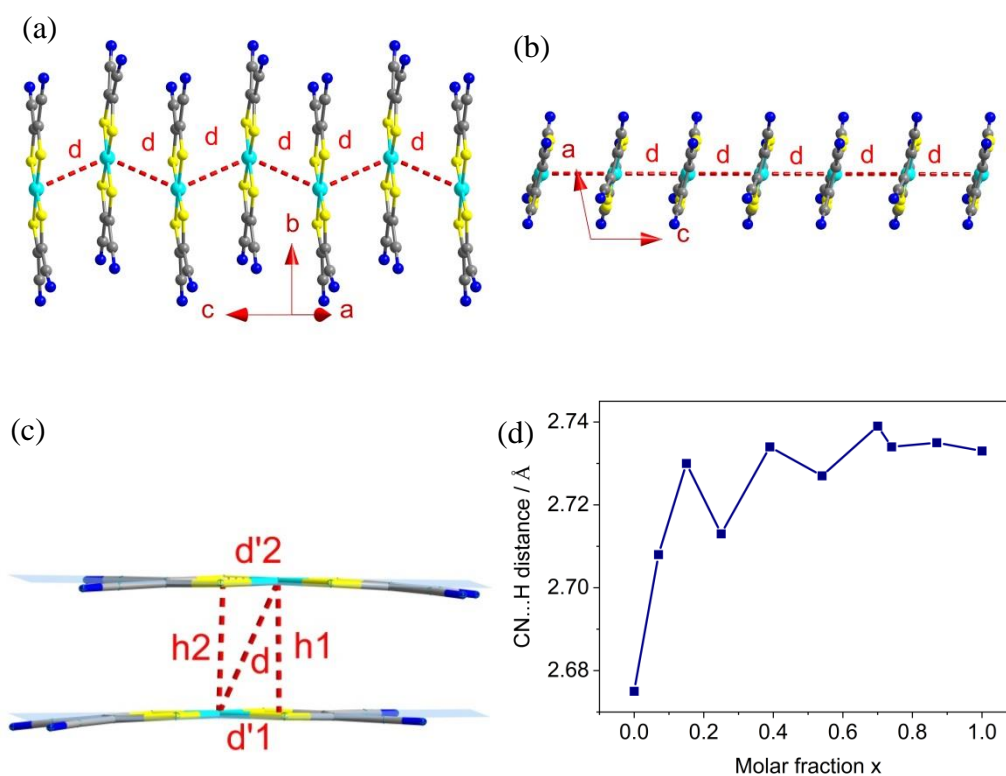 (a)
d d d d d d
b
c a
(b)
a d d d d d
c
(c)
d'2
h2 d h1
d'1
(d)
2.74
2.72
2.70
2.68
CN...H distance / Å
0.0 0.2 0.4 0.6 0.8 1.0
Molar fraction x